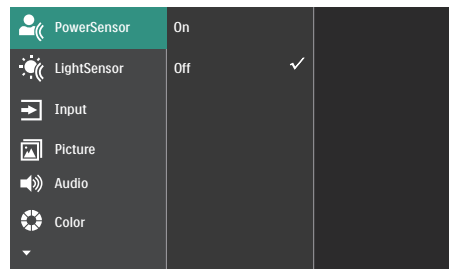 PowerSensor
On
LightSensor
Off
Input
Picture
Audio
Color